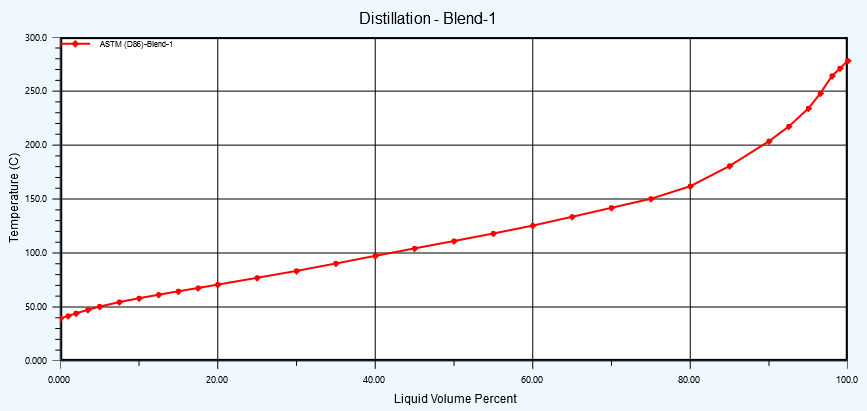 Distillation - Blend-1
ASTM (D86)-Blend-1
300.0
250.0
200.0
150.0
100.0
50.00
0.000
Temperature (C)
0.000 20.00 40.00 60.00 80.00 100.0
Liquid Volume Percent